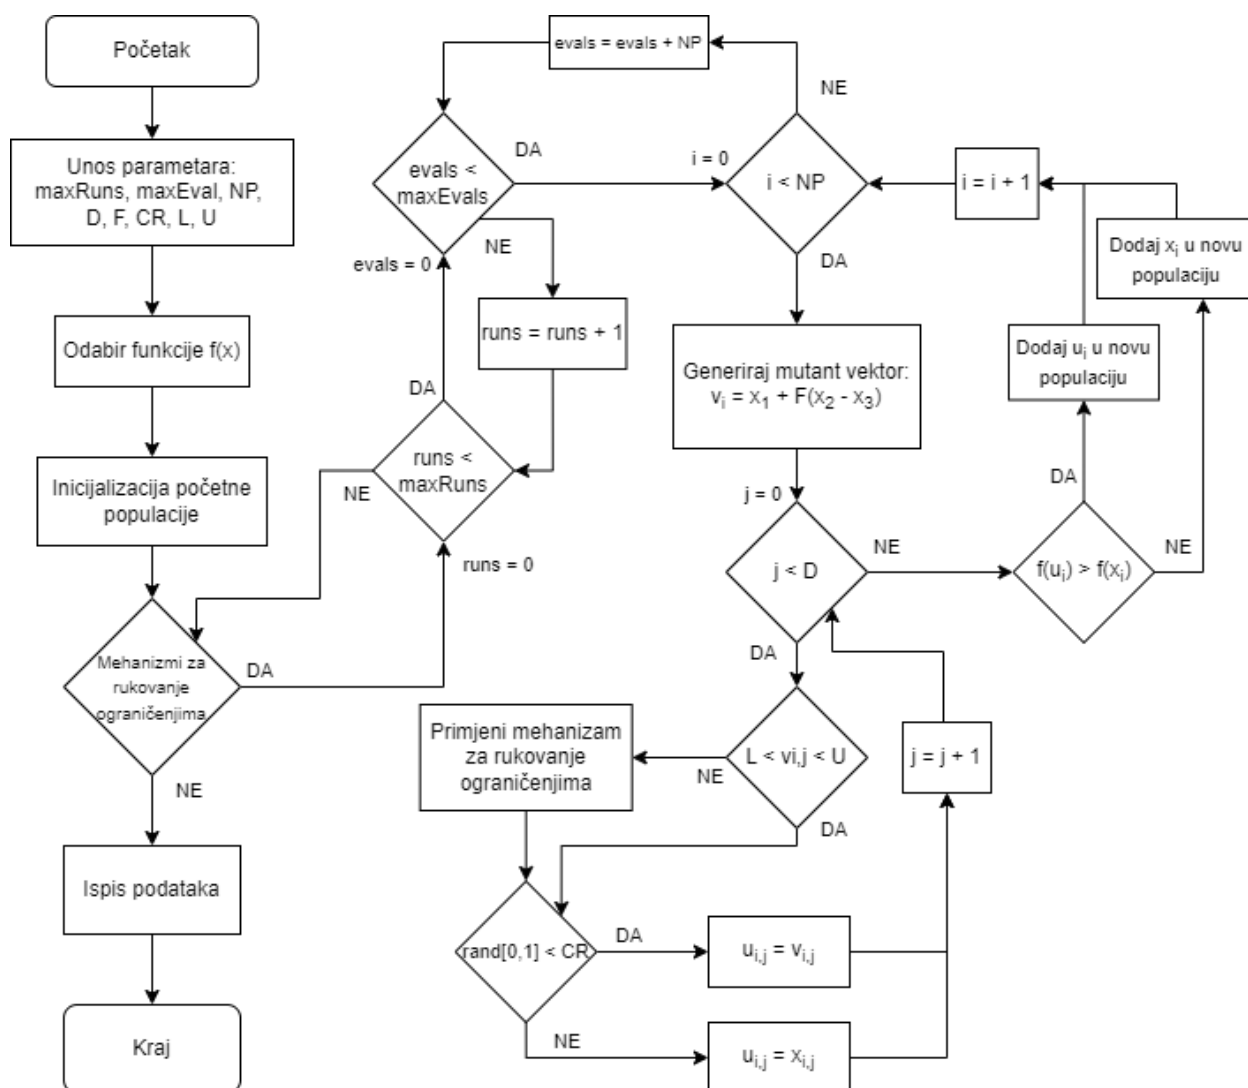 Početak
Unos parametara:
maxRuns, maxEval, NP,
D, F, CR, L, U
Odabir funkcije f(x)
Inicijalizacija početne
populacije
Mehanizmi za
rukovanje
ograničenjima
DA
NE
Ispis podataka
Kraj
evals = evals + NP
evals <
maxEvals
DA
NE
evals = 0
runs = runs + 1
DA
runs <
maxRuns
NE
runs = 0
NE
i = 0
i < NP
DA
i = i + 1
Dodaj xᵢ u novu
populaciju
Dodaj uᵢ u novu
populaciju
Generiraj mutant vektor:
vᵢ = x₁ + F(x₂ - x₃)
j=0
j < D
NE
DA
DA
f(uᵢ) > f(xᵢ)
NE
L < vi,j < U
NE
DA
Primjeni mehanizam
za rukovanje
ograničenjima
j = j + 1
rand[0,1] < CR
DA
NE
u_{i,j} = v_{i,j}
u_{i,j} = x_{i,j}